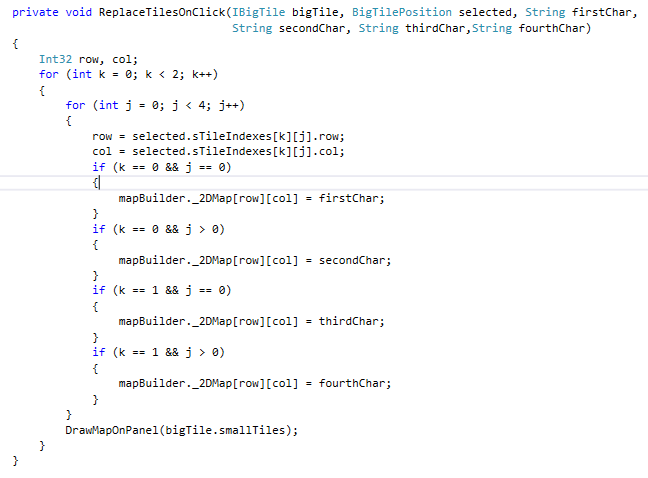 private void ReplaceTilesOnClick(IBigTile bigTile, BigTilePosition selected, String firstChar,
                                 String secondChar, String thirdChar,String fourthChar)
{
    Int32 row, col;
    for (int k = 0; k < 2; k++)
    {
        for (int j = 0; j < 4; j++)
        {
            row = selected.sTileIndexes[k][j].row;
            col = selected.sTileIndexes[k][j].col;
            if (k == 0 && j == 0)
            {
                mapBuilder._2DMap[row][col] = firstChar;
            }
            if (k == 0 && j > 0)
            {
                mapBuilder._2DMap[row][col] = secondChar;
            }
            if (k == 1 && j == 0)
            {
                mapBuilder._2DMap[row][col] = thirdChar;
            }
            if (k == 1 && j > 0)
            {
                mapBuilder._2DMap[row][col] = fourthChar;
            }
        }
        DrawMapOnPanel(bigTile.smallTiles);
    }
}